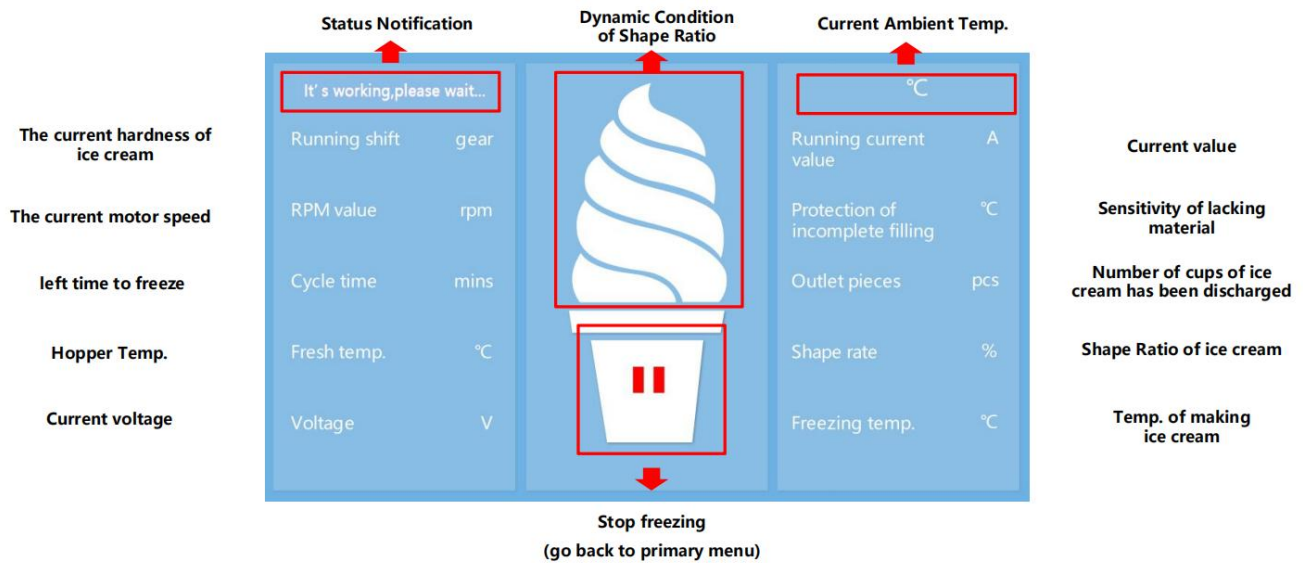 Status Notification
Dynamic Condition
of Shape Ratio
Current Ambient Temp.
It's working,please wait...
℃
The current hardness of
ice cream
Running shift gear
Running current
value
A
Current value
The current motor speed
RPM value rpm
Protection of
incomplete filling
℃
Sensitivity of lacking
material
left time to freeze
Cycle time mins
Outlet pieces pcs
Number of cups of ice
cream has been discharged
Hopper Temp.
Fresh temp. ℃
Shape rate %
Shape Ratio of ice cream
Current voltage
Voltage V
Freezing temp. ℃
Temp. of making
ice cream
Stop freezing
(go back to primary menu)